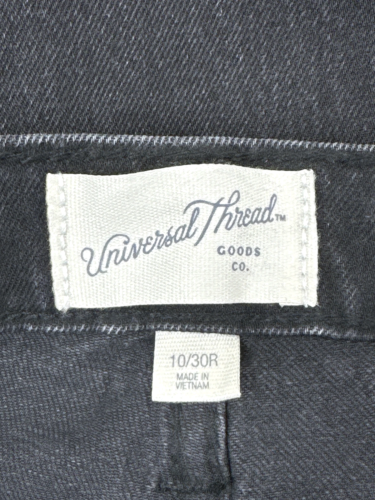 Universal Thread™
GOODS
CO.
10/30R
MADE IN
VIETNAM